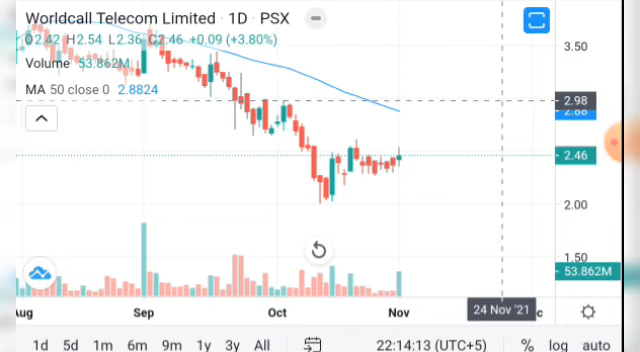 Worldcall Telecom Limited · 1D · PSX
O2.42 H2.54 L2.36 C2.46 +0.09 (+3.80%)
Volume 53.862M
MA 50 close 0 2.8824
3.50
2.98
2.88
2.46
2.00
1.50
53.862M
Aug Sep Oct Nov 24 Nov '21
1d 5d 1m 6m 9m 1y 3y All 22:14:13 (UTC+5) % log auto